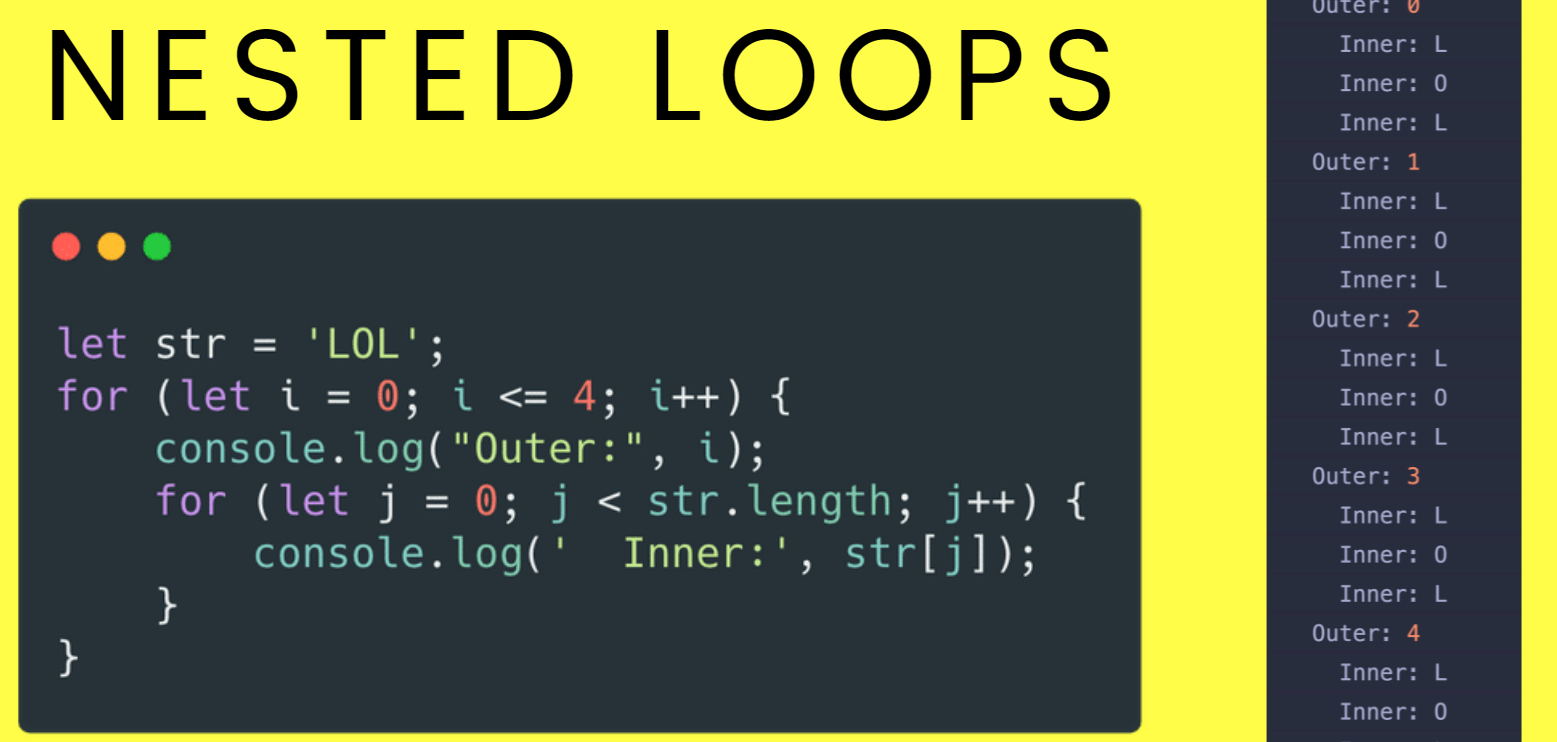 NESTED LOOPS
let str = 'LOL';
for (let i = 0; i <= 4; i++) {
     console.log("Outer:", i);
     for (let j = 0; j < str.length; j++) {
          console.log('  Inner:', str[j]);
     }
}
Outer: 0
  Inner: L
  Inner: O
  Inner: L
Outer: 1
  Inner: L
  Inner: O
  Inner: L
Outer: 2
  Inner: L
  Inner: O
  Inner: L
Outer: 3
  Inner: L
  Inner: O
  Inner: L
Outer: 4
  Inner: L
  Inner: O